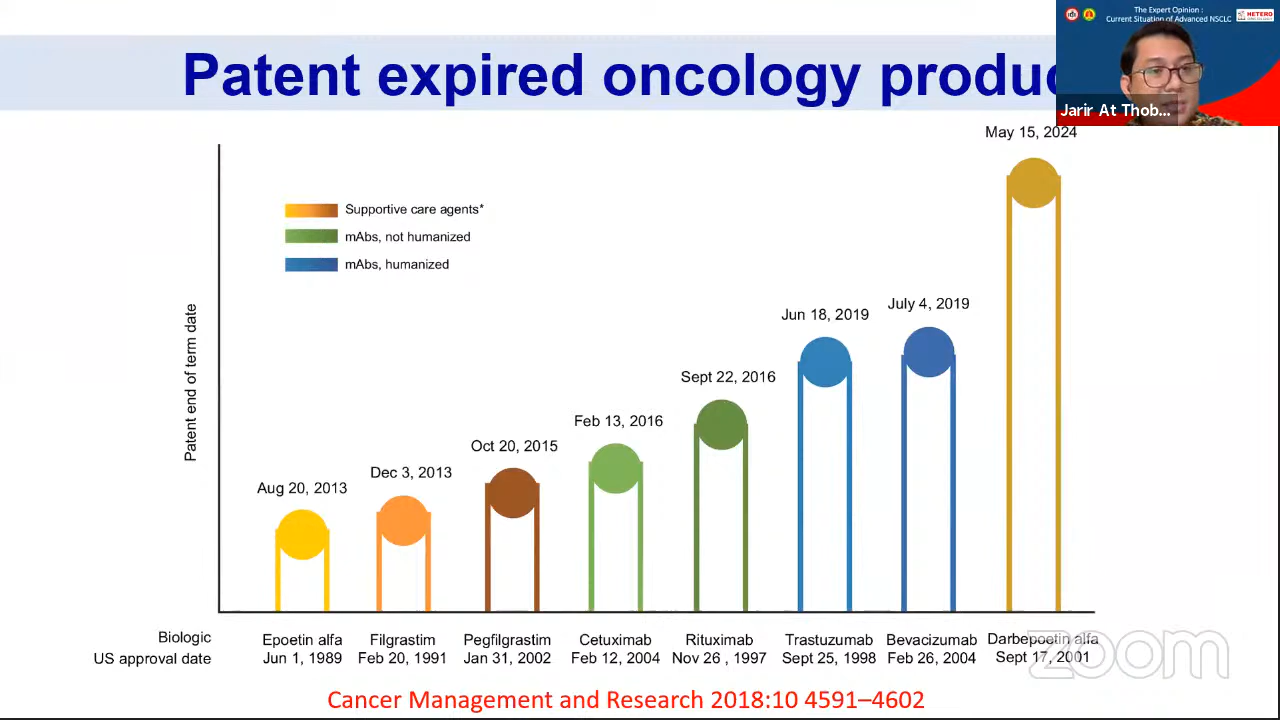 The Expert Opinion :
Current Situation of Advanced NSCLC
HETERO
Patent expired oncology produc
Jarir At Thob...
May 15, 2024
Supportive care agents*
mAbs, not humanized
mAbs, humanized
Patent end of term date
July 4, 2019
Jun 18, 2019
Sept 22, 2016
Feb 13, 2016
Oct 20, 2015
Dec 3, 2013
Aug 20, 2013
Biologic Epoetin alfa Filgrastim Pegfilgrastim Cetuximab Rituximab Trastuzumab Bevacizumab Darbepoetin alfa
US approval date Jun 1, 1989 Feb 20, 1991 Jan 31, 2002 Feb 12, 2004 Nov 26 , 1997 Sept 25, 1998 Feb 26, 2004 Sept 17, 2001
zoom
Cancer Management and Research 2018:10 4591–4602